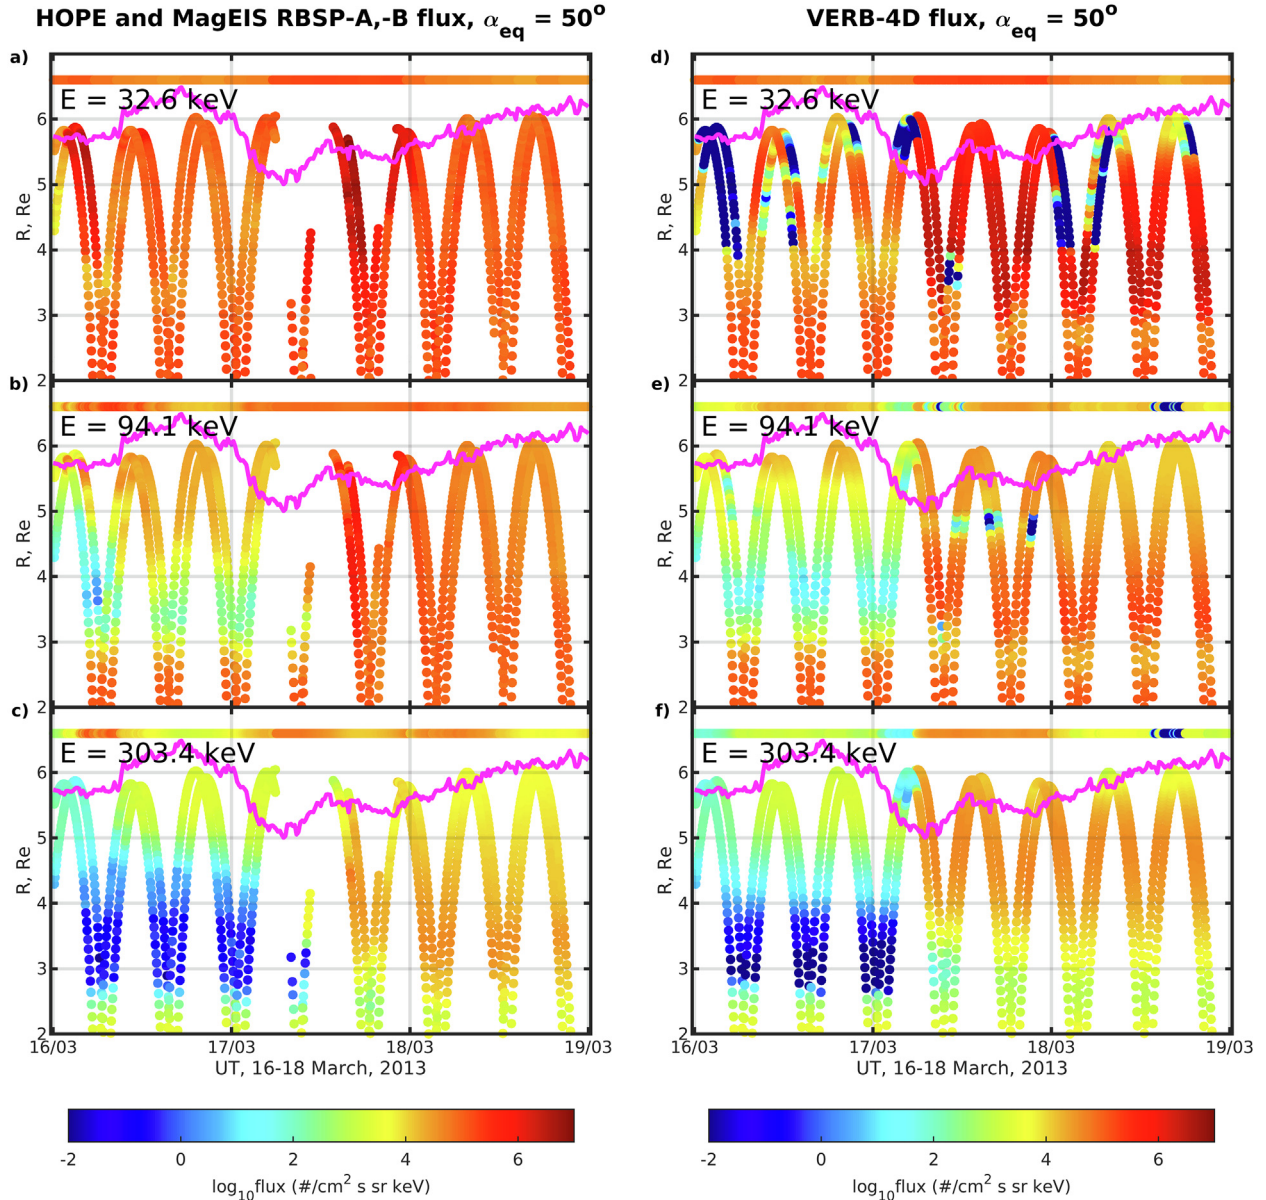 HOPE and MagEIS RBSP-A,-B flux, α_eq = 50°
VERB-4D flux, α_eq = 50°
a)
E = 32.6 keV
R, Re
6
5
4
3
2
d)
E = 32.6 keV
R, Re
6
5
4
3
2
b)
E = 94.1 keV
R, Re
6
5
4
3
2
e)
E = 94.1 keV
R, Re
6
5
4
3
2
c)
E = 303.4 keV
R, Re
6
5
4
3
2
16/03 17/03 18/03 19/03
UT, 16-18 March, 2013
f)
E = 303.4 keV
R, Re
6
5
4
3
2
16/03 17/03 18/03 19/03
UT, 16-18 March, 2013
-2 0 2 4 6
log₁₀flux (#/cm² s sr keV)
-2 0 2 4 6
log₁₀flux (#/cm² s sr keV)